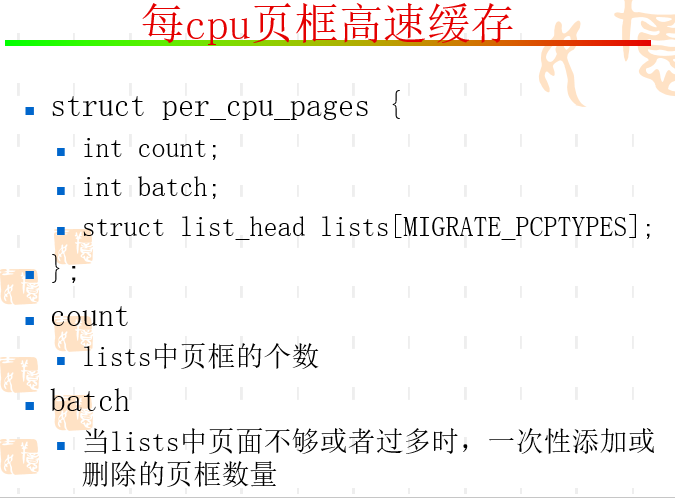 每cpu页框高速缓存
struct per_cpu_pages {
int count;
int batch;
struct list_head lists[MIGRATE_PCPTYPES];
};
count
lists中页框的个数
batch
当lists中页面不够或者过多时，一次性添加或
删除的页框数量